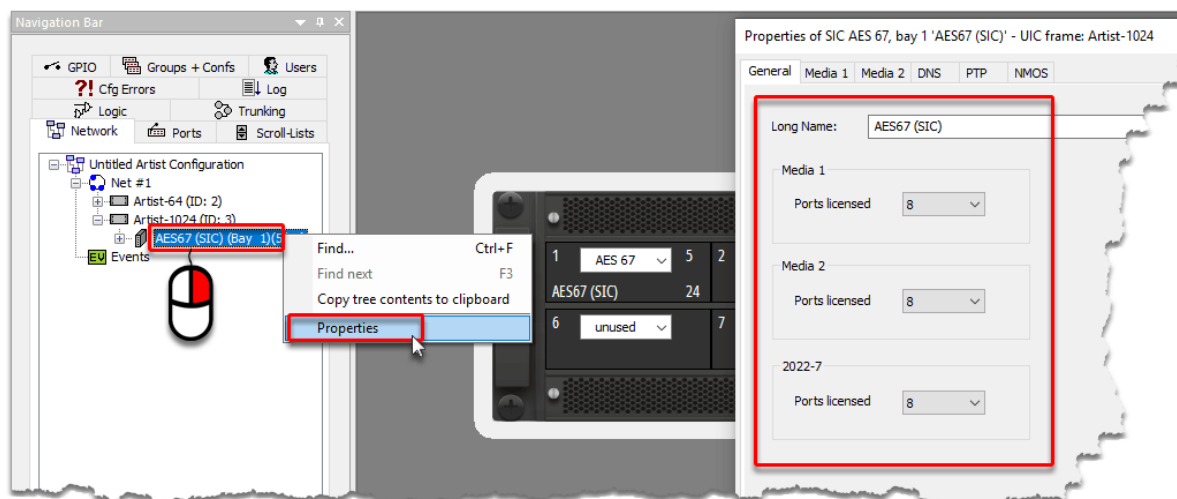 Navigation Bar
GPIO Groups + Confs Users
?! Cfg Errors Log
Logic Trunking
Network Ports Scroll-Lists
Untitled Artist Configuration
Net #1
Artist-64 (ID: 2)
Artist-1024 (ID: 3)
AES67 (SIC) (Bay 1)(5
EV Events
Find... Ctrl+F
Find next F3
Copy tree contents to clipboard
Properties
1 AES 67 5 2
AES67 (SIC) 24
6 unused 7
Properties of SIC AES 67, bay 1 'AES67 (SIC)' - UIC frame: Artist-1024
General Media 1 Media 2 DNS PTP NMOS
Long Name: AES67 (SIC)
Media 1
Ports licensed 8
Media 2
Ports licensed 8
2022-7
Ports licensed 8